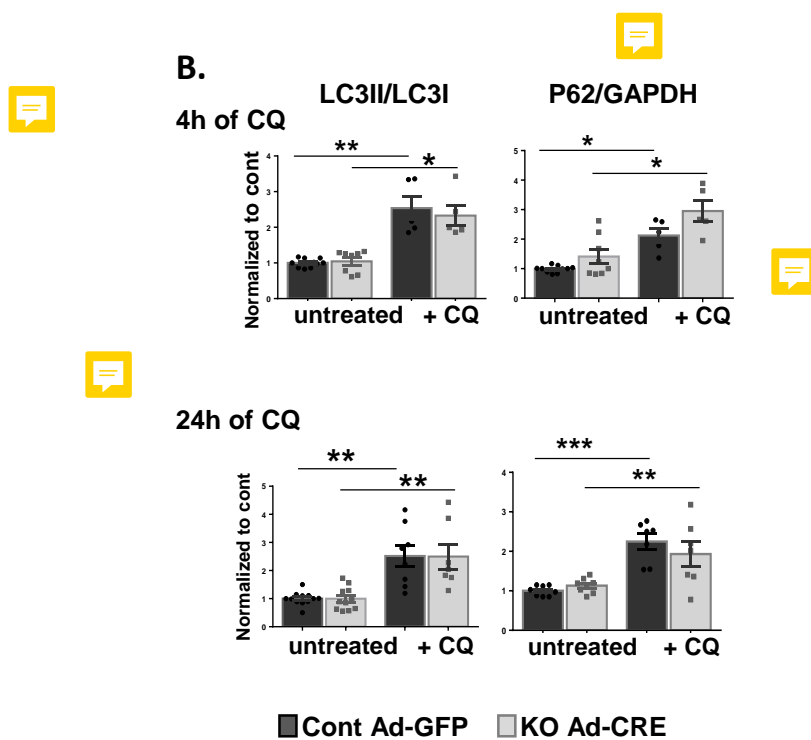 B.
LC3II/LC3I P62/GAPDH
4h of CQ
** * * *
Normalized to cont
4 3 2 1 0
5 4 3 2 1 0
untreated + CQ untreated + CQ
24h of CQ
** ** *** **
Normalized to cont
5 4 3 2 1 0
4 3 2 1 0
untreated + CQ untreated + CQ
Cont Ad-GFP KO Ad-CRE